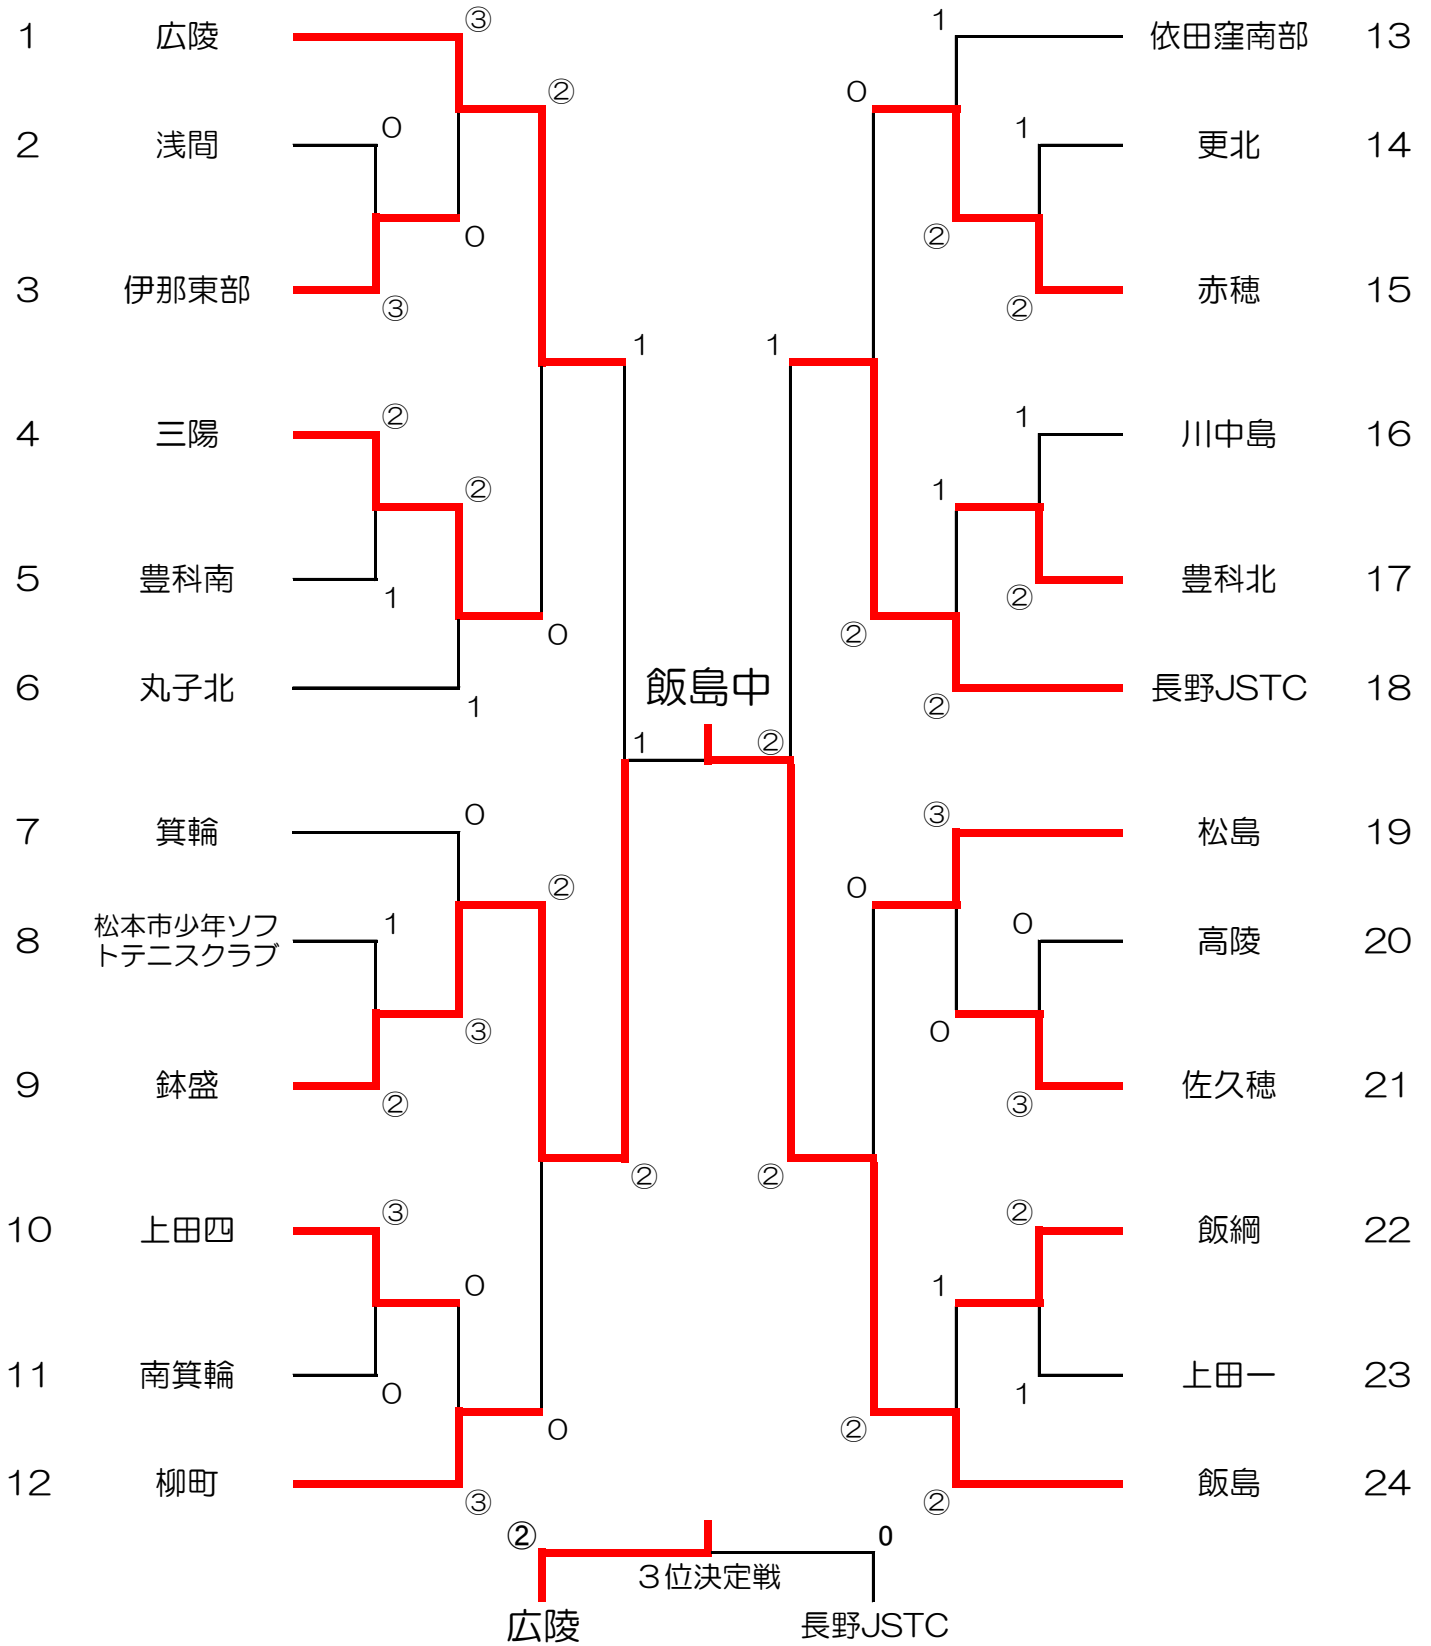 ③
1
1 広陵
依田窪南部 13
②
0
0
1
2 浅間
更北 14
0
②
3 伊那東部
赤穂 15
③
②
1
1
②
1
4 三陽
川中島 16
②
1
5 豊科南
豊科北 17
1
②
0
②
6 丸子北
飯島中
長野JSTC 18
1
②
1
②
0
③
7 箕輪
松島 19
②
0
1
0
8 松本市少年ソフ
トテニスクラブ
高陵 20
③
0
9 鉢盛
佐久穂 21
②
③
②
②
③
②
10 上田四
飯綱 22
0
1
11 南箕輪
上田一 23
0
1
0
②
12 柳町
飯島 24
③
②
②
0
3位決定戦
広陵
長野JSTC